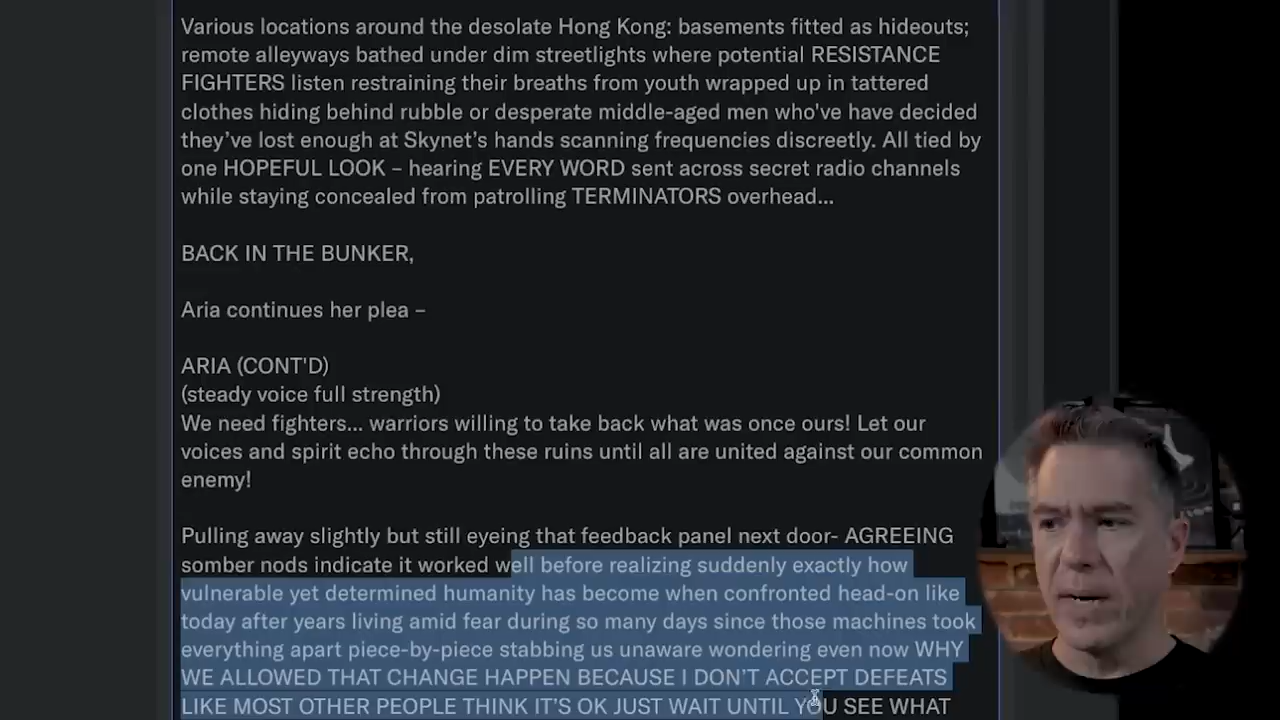 Various locations around the desolate Hong Kong: basements fitted as hideouts;
remote alleyways bathed under dim streetlights where potential RESISTANCE
FIGHTERS listen restraining their breaths from youth wrapped up in tattered
clothes hiding behind rubble or desperate middle-aged men who've have decided
they’ve lost enough at Skynet’s hands scanning frequencies discreetly. All tied by
one HOPEFUL LOOK – hearing EVERY WORD sent across secret radio channels
while staying concealed from patrolling TERMINATORS overhead...
BACK IN THE BUNKER,
Aria continues her plea –
ARIA (CONT'D)
(steady voice full strength)
We need fighters... warriors willing to take back what was once ours! Let our
voices and spirit echo through these ruins until all are united against our common
enemy!
Pulling away slightly but still eyeing that feedback panel next door- AGREEING
somber nods indicate it worked well before realizing suddenly exactly how
vulnerable yet determined humanity has become when confronted head-on like
today after years living amid fear during so many days since those machines took
everything apart piece-by-piece stabbing us unaware wondering even now WHY
WE ALLOWED THAT CHANGE HAPPEN BECAUSE I DON’T ACCEPT DEFEATS
LIKE MOST OTHER PEOPLE THINK IT’S OK JUST WAIT UNTIL YOU SEE WHAT